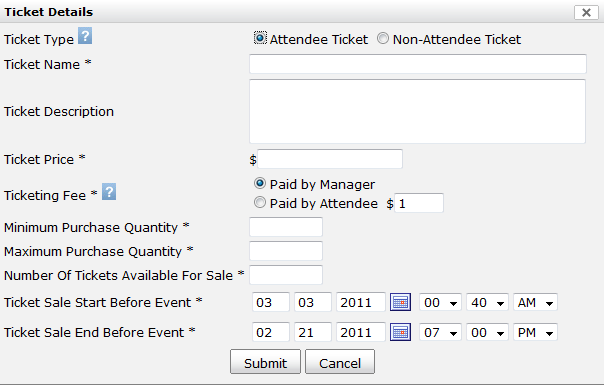 Ticket Details
Ticket Type ? Attendee Ticket Non-Attendee Ticket
Ticket Name *
Ticket Description
Ticket Price * $
Ticketing Fee * ? Paid by Manager
Paid by Attendee $ 1
Minimum Purchase Quantity *
Maximum Purchase Quantity *
Number Of Tickets Available For Sale *
Ticket Sale Start Before Event * 03 03 2011 00 40 AM
Ticket Sale End Before Event * 02 21 2011 07 00 PM
Submit Cancel